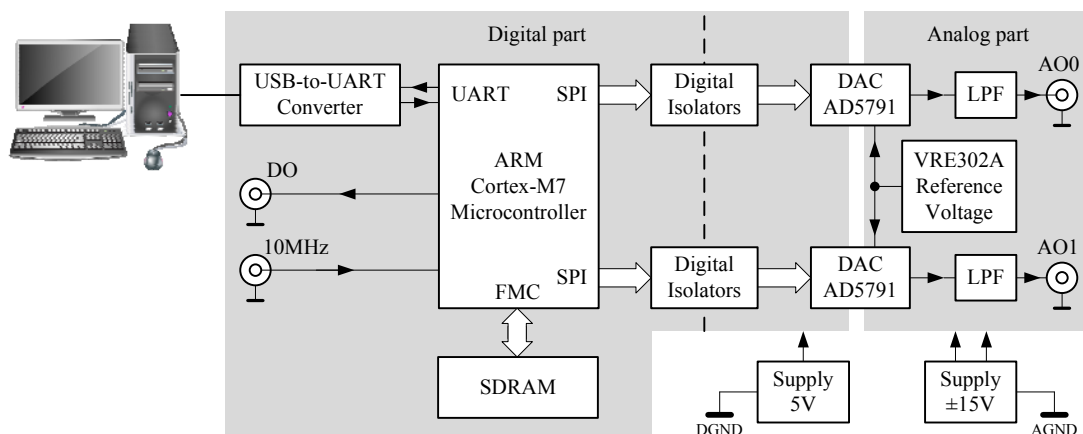 Digital part
Analog part
USB-to-UART
Converter
UART
SPI
Digital
Isolators
DAC
AD5791
LPF
AO0
DO
ARM
Cortex-M7
Microcontroller
VRE302A
Reference
Voltage
10MHz
SPI
FMC
Digital
Isolators
DAC
AD5791
LPF
AO1
SDRAM
Supply
5V
DGND
Supply
±15V
AGND